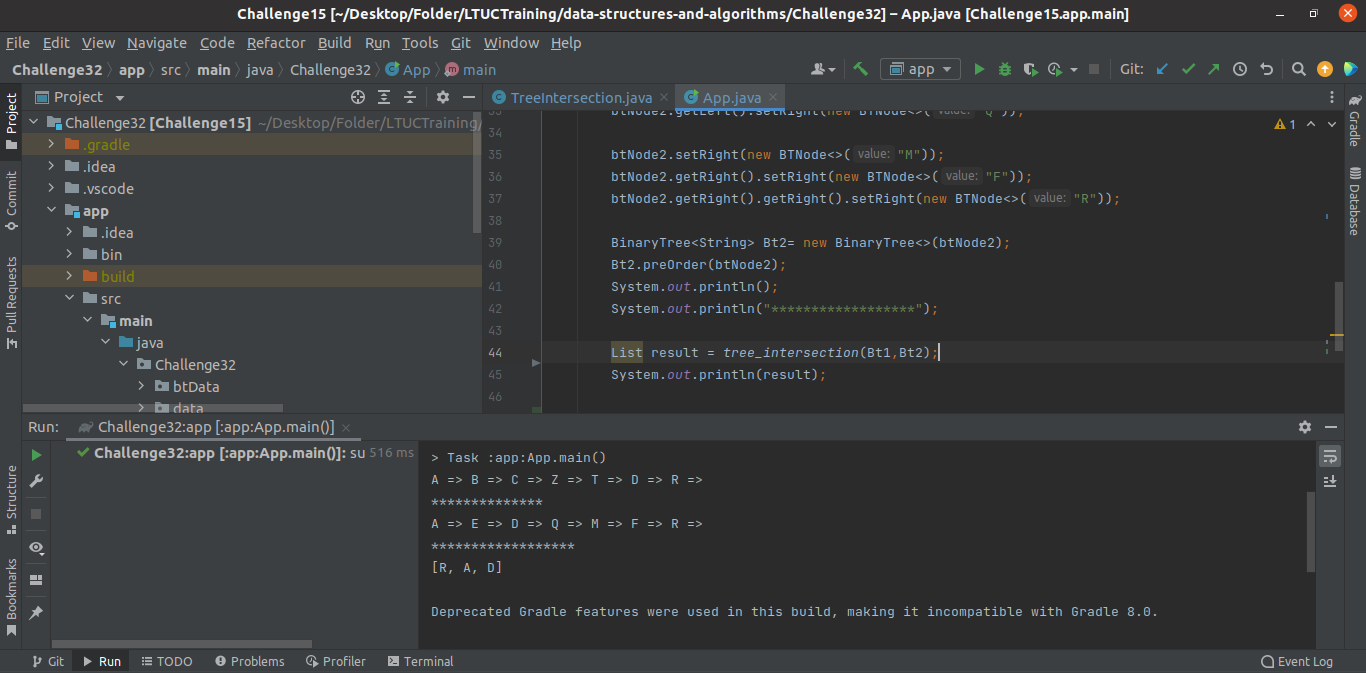 Challenge15 [~/Desktop/Folder/LTUCTraining/data-structures-and-algorithms/Challenge32] – App.java [Challenge15.app.main]
File Edit View Navigate Code Refactor Build Run Tools Git Window Help
Challenge32 app src main java Challenge32 App main
app
Git:
Project
Challenge32 [Challenge15] ~/Desktop/Folder/LTUCTraining/
.gradle
.idea
.vscode
app
.idea
bin
build
src
main
java
Challenge32
btData
data
TreeIntersection.java
App.java
1
33 btNode2.getLeft().setRight(new BTNode<>( value: "Q"));
34
35 btNode2.setRight(new BTNode<>( value: "M"));
36 btNode2.getRight().setRight(new BTNode<>( value: "F"));
37 btNode2.getRight().getRight().setRight(new BTNode<>( value: "R"));
38
39 BinaryTree<String> Bt2= new BinaryTree<>(btNode2);
40 Bt2.preOrder(btNode2);
41 System.out.println();
42 System.out.println("******************");
43
44 List result = tree_intersection(Bt1,Bt2);
45 System.out.println(result);
46
Project
Commit
Pull Requests
Structure
Bookmarks
Gradle
Database
Run: Challenge32:app [:app:App.main()]
Challenge32:app [:app:App.main()]: su 516 ms
> Task :app:App.main()
A => B => C => Z => T => D => R =>
**************
A => E => D => Q => M => F => R =>
******************
[R, A, D]
Deprecated Gradle features were used in this build, making it incompatible with Gradle 8.0.
Git Run TODO Problems Profiler Terminal
Event Log